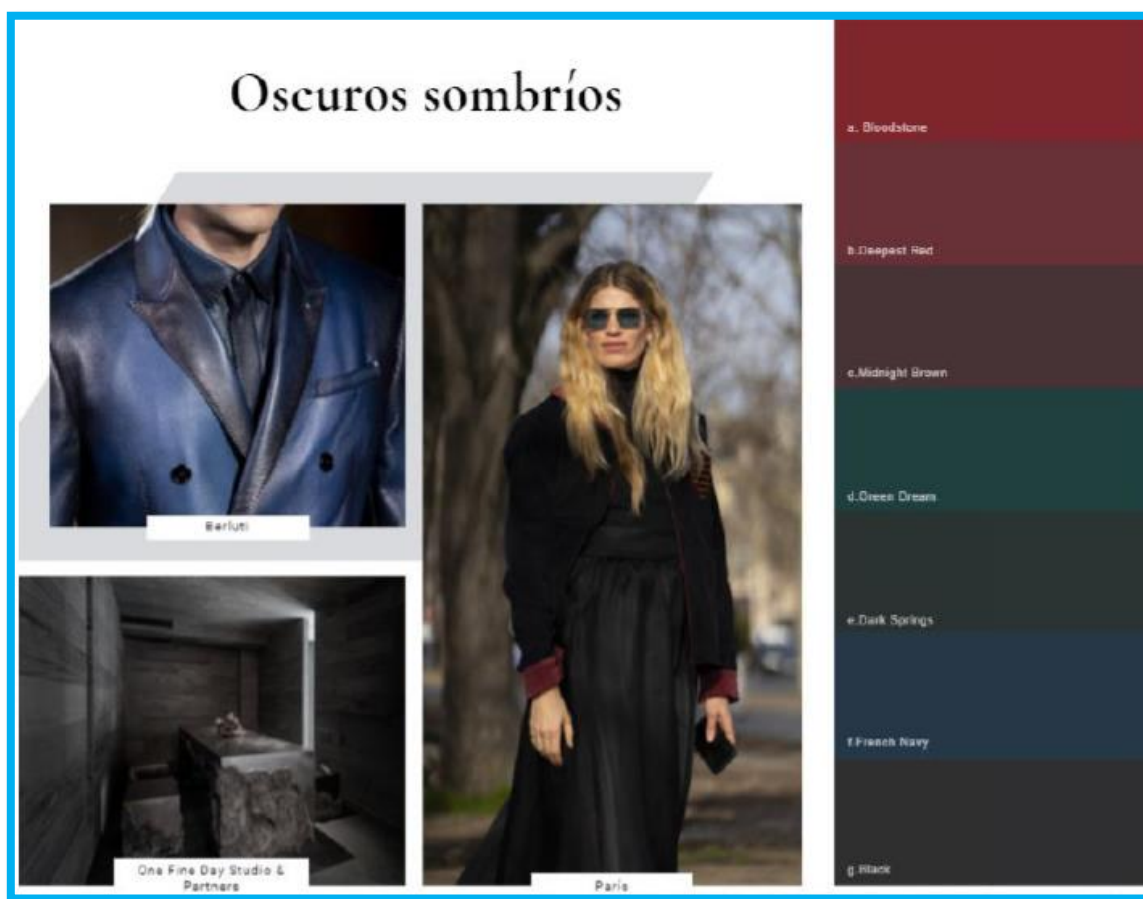 Oscuros sombríos
Berluti
One Fine Day Studio &
Partners
París
a. Bloodstone
b.Deepest Red
c.Midnight Brown
d.Green Dream
e.Dark Springs
f.French Navy
g.Black